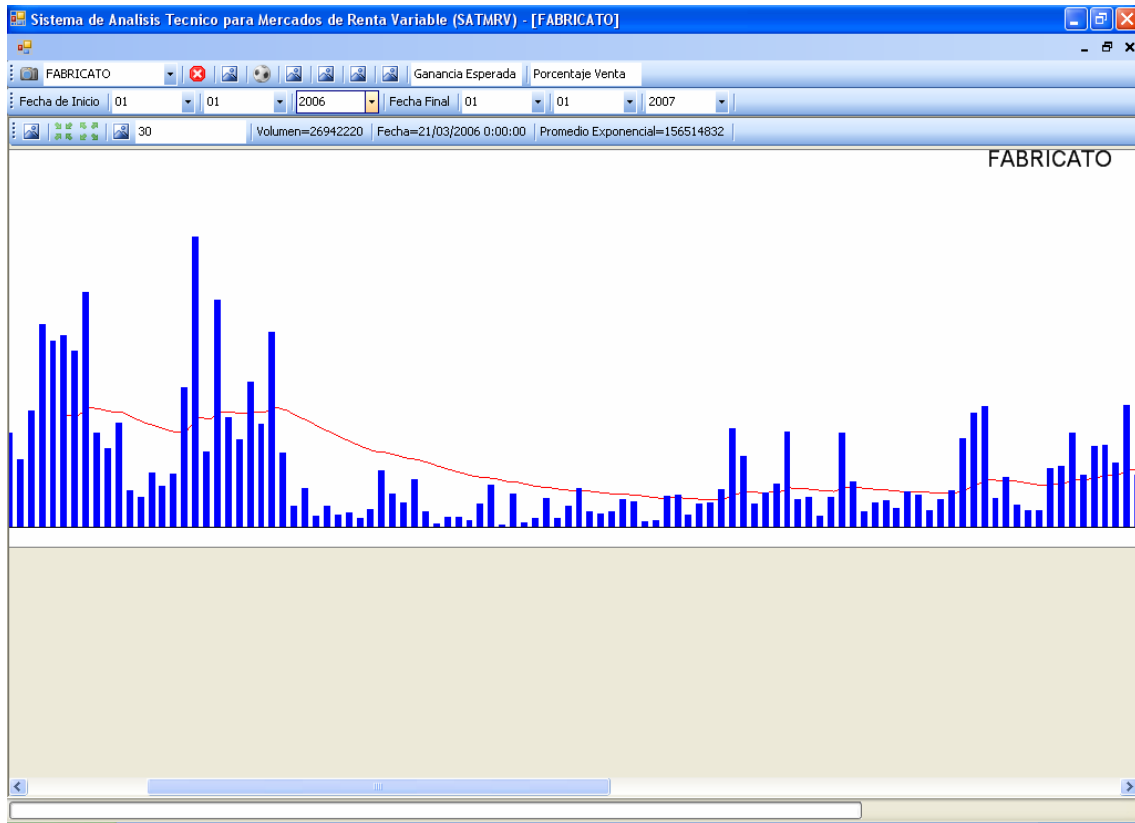 Sistema de Analisis Tecnico para Mercados de Renta Variable (SATMRV) - [FABRICATO]
FABRICATO Ganancia Esperada Porcentaje Venta
Fecha de Inicio 01 01 2006 Fecha Final 01 01 2007
30 Volumen=26942220 Fecha=21/03/2006 0:00:00 Promedio Exponencial=156514832
FABRICATO